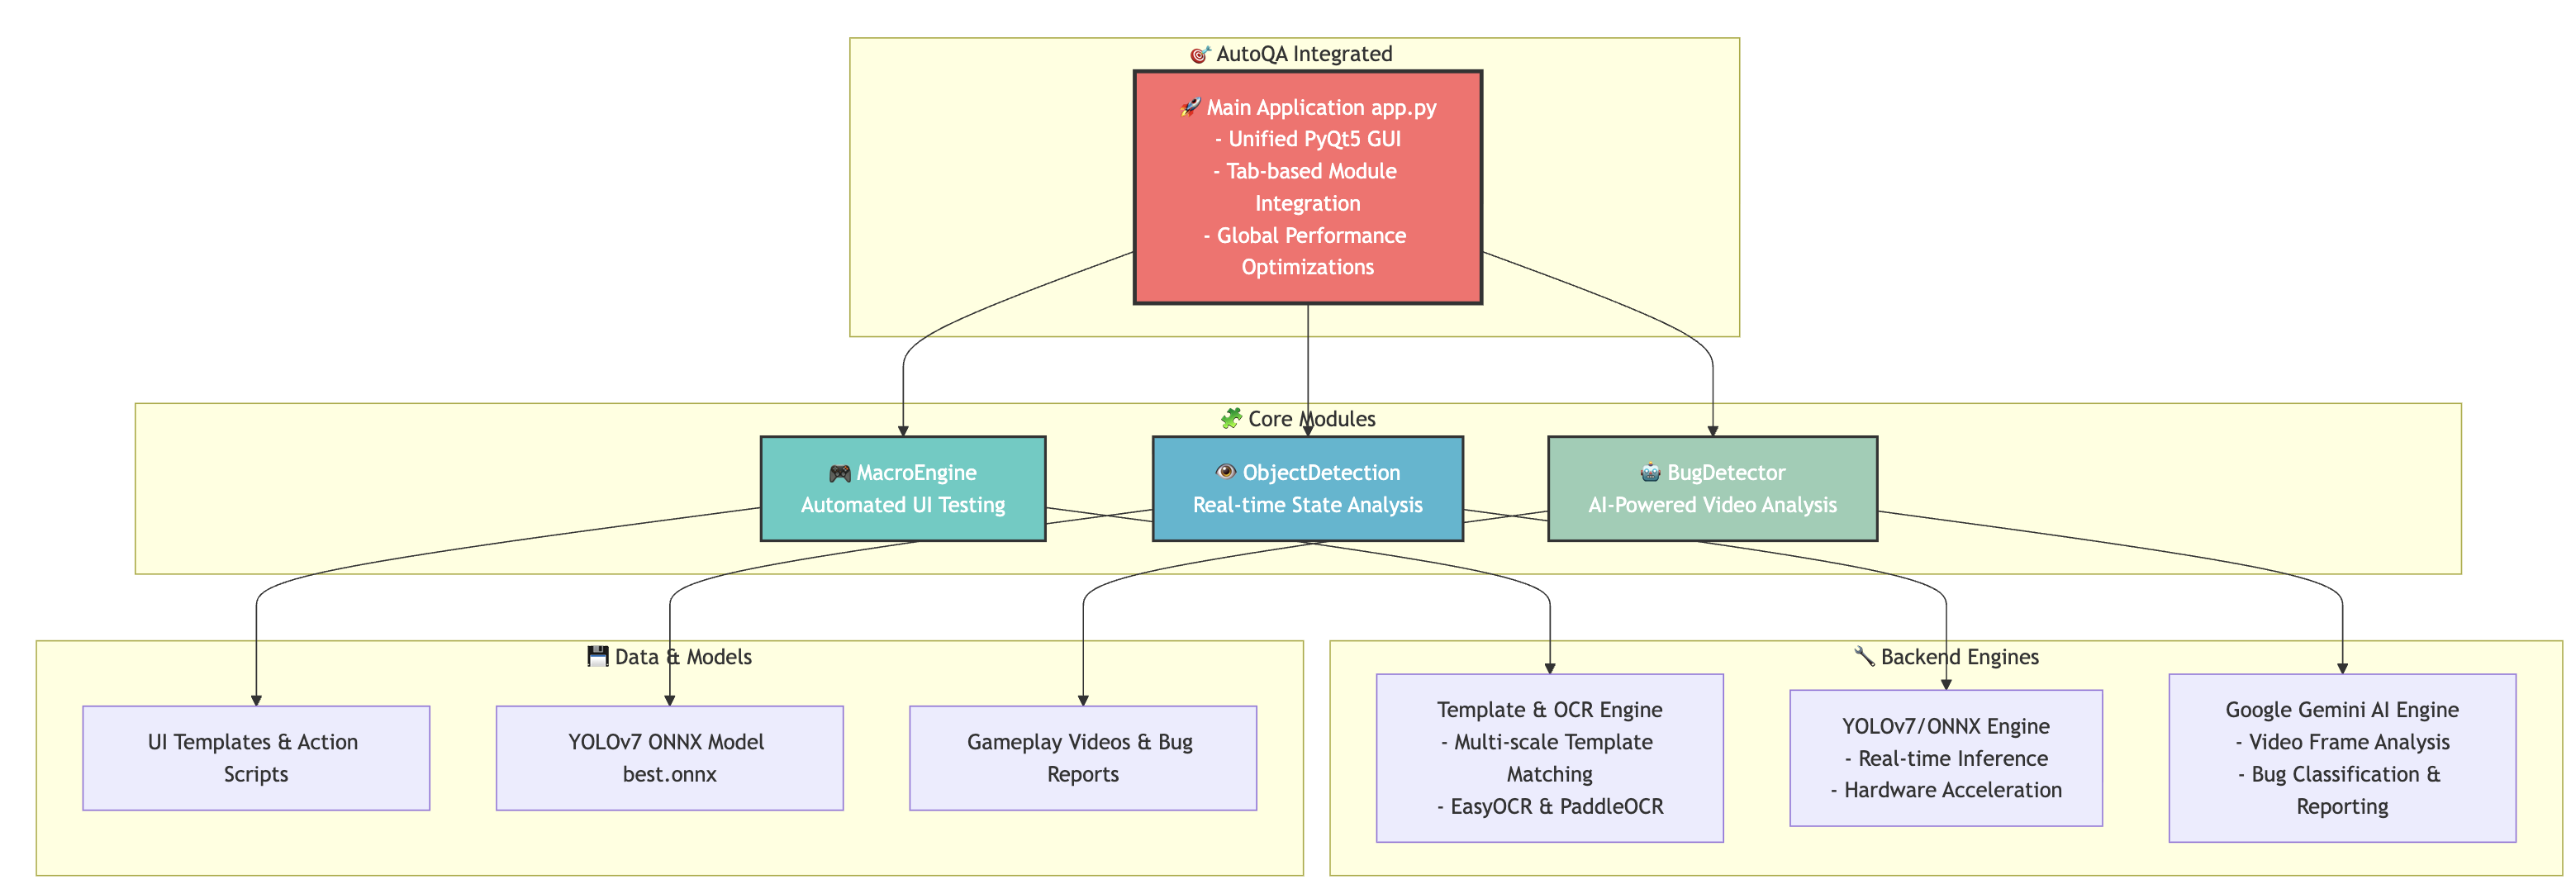 🎯 AutoQA Integrated
🚀 Main Application app.py
- Unified PyQt5 GUI
- Tab-based Module
Integration
- Global Performance
Optimizations
🧩 Core Modules
🎮 MacroEngine
Automated UI Testing
👁️ ObjectDetection
Real-time State Analysis
🤖 BugDetector
AI-Powered Video Analysis
💾 Data & Models
UI Templates & Action
Scripts
YOLOv7 ONNX Model
best.onnx
Gameplay Videos & Bug
Reports
🔧 Backend Engines
Template & OCR Engine
- Multi-scale Template
Matching
- EasyOCR & PaddleOCR
YOLOv7/ONNX Engine
- Real-time Inference
- Hardware Acceleration
Google Gemini AI Engine
- Video Frame Analysis
- Bug Classification &
Reporting